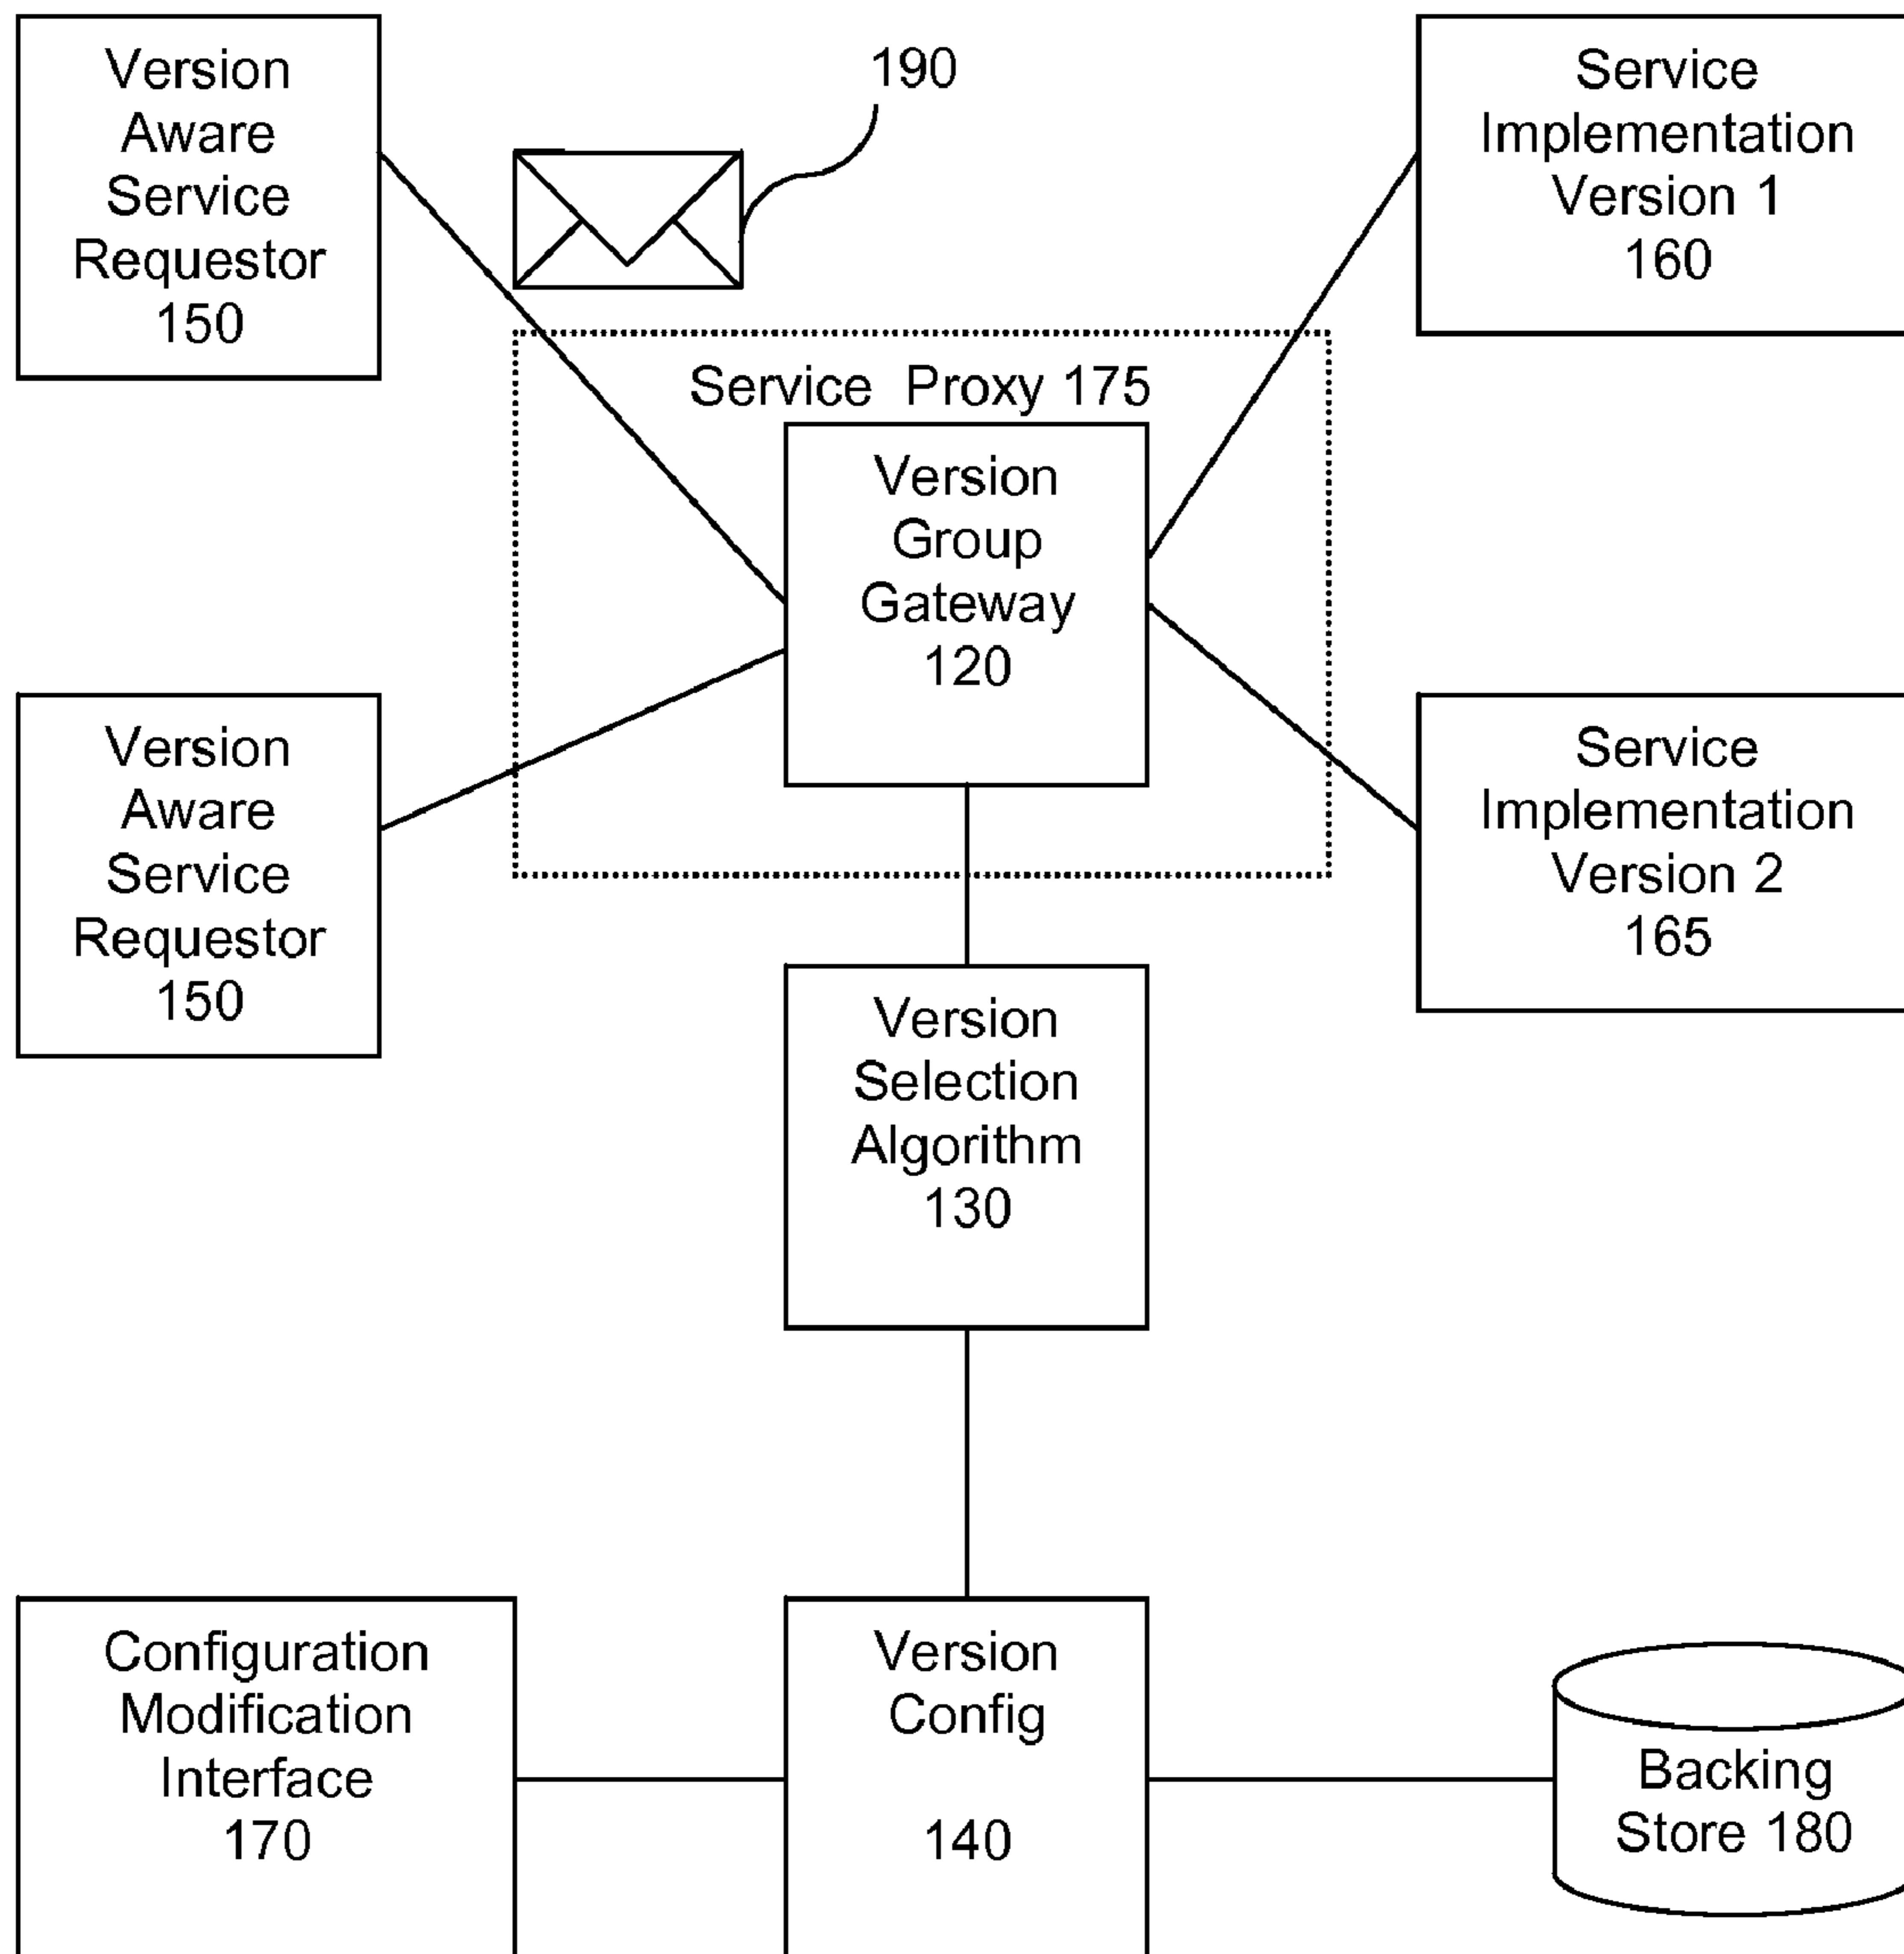 Version
Aware
Service
Requestor
150
190
Service
Implementation
Version 1
160
Service Proxy 175
Version
Group
Gateway
120
Version
Aware
Service
Requestor
150
Service
Implementation
Version 2
165
Version
Selection
Algorithm
130
Configuration
Modification
Interface
170
Version
Config
140
Backing
Store 180